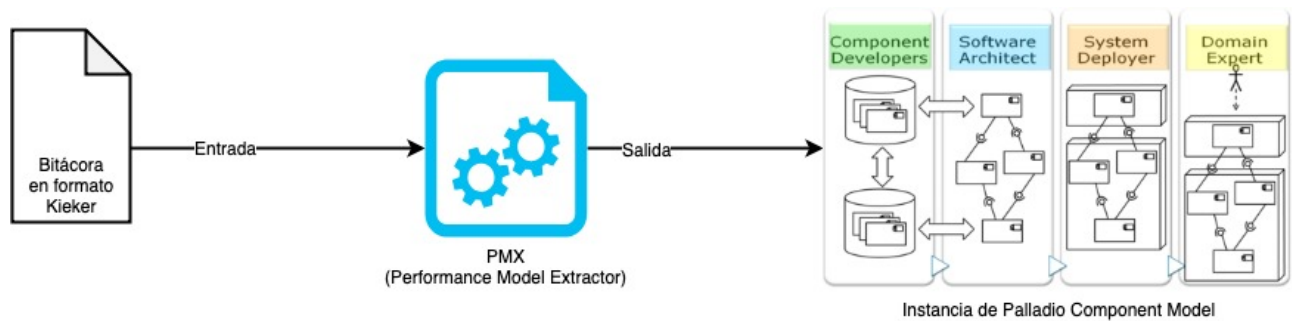 Bitácora
en formato
Kieker
Entrada
PMX
(Performance Model Extractor)
Salida
Component
Developers
Software
Architect
System
Deployer
Domain
Expert
Instancia de Palladio Component Model